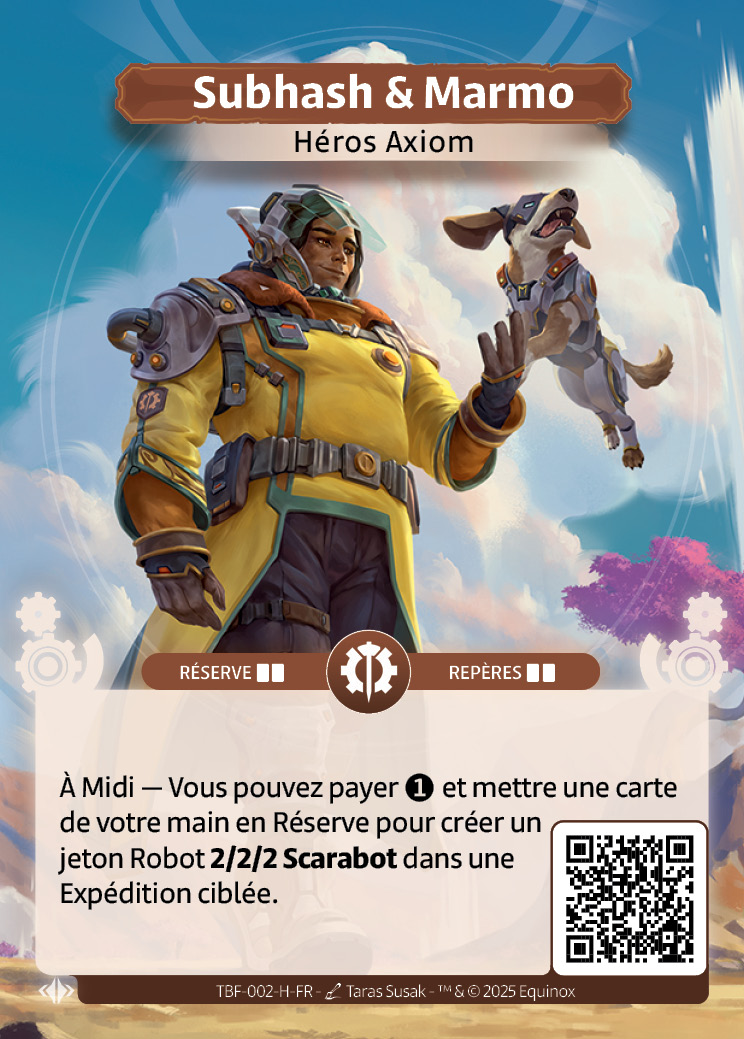 Subhash & Marmo
Héros Axiom
RÉSERVE
REPÈRES
À Midi — Vous pouvez payer 1 et mettre une carte
de votre main en Réserve pour créer un
jeton Robot 2/2/2 Scarabot dans une
Expédition ciblée.
TBF-002-H-FR - Taras Susak - ™ & © 2025 Equinox